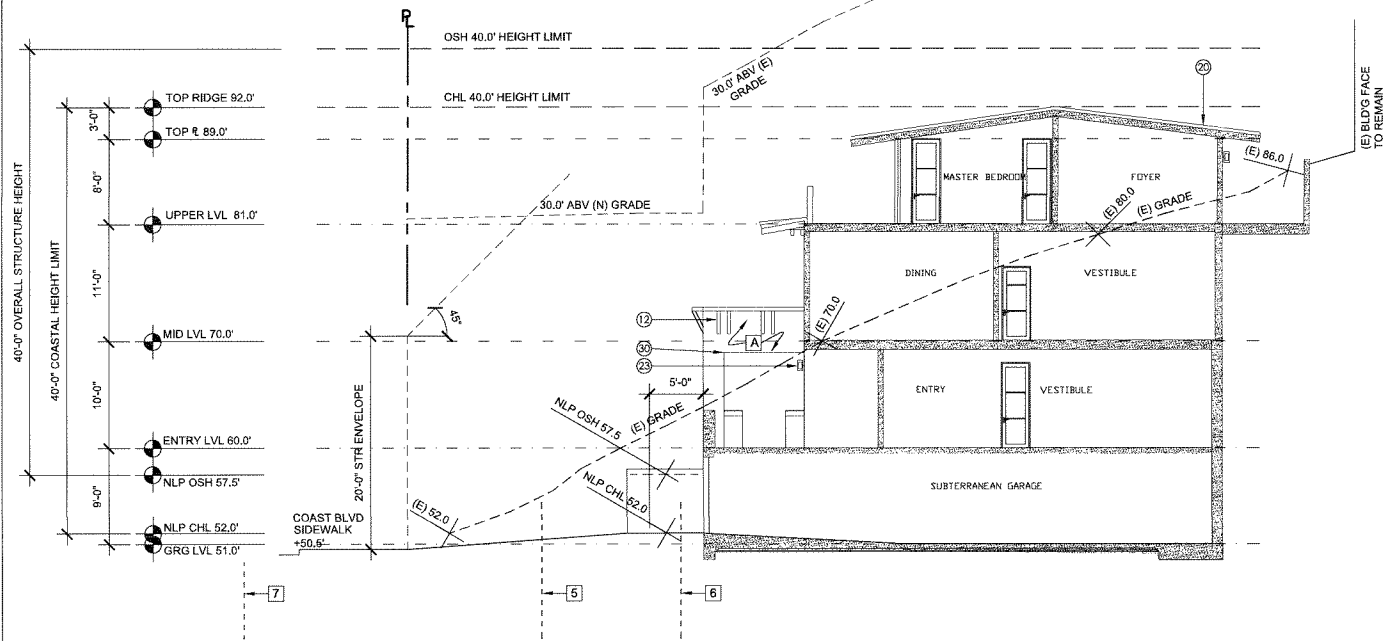 PL
OSH 40.0' HEIGHT LIMIT
30.0' ABV (E)
GRADE
20
CHL 40.0' HEIGHT LIMIT
TOP RIDGE 92.0'
3'-0"
TOP PL 89.0'
(E) BLD'G FACE
TO REMAIN
(E) 86.0
8'-0"
MASTER BEDROOM
FOYER
40'-0" OVERALL STRUCTURE HEIGHT
40'-0" COASTAL HEIGHT LIMIT
UPPER LVL 81.0'
30.0' ABV (N) GRADE
(E) 80.0
(E) GRADE
11'-0"
DINING
VESTIBULE
45°
12
A
(E) 70.0
MID LVL 70.0'
30
23
5'-0"
10'-0"
20'-0" STR ENVELOPE
ENTRY
VESTIBULE
NLP OSH 57.5
(E) GRADE
ENTRY LVL 60.0'
NLP OSH 57.5'
9'-0"
NLP CHL 52.0
SUBTERRANEAN GARAGE
(E) 52.0
COAST BLVD
SIDEWALK
NLP CHL 52.0'
GRG LVL 51.0'
7
5
6